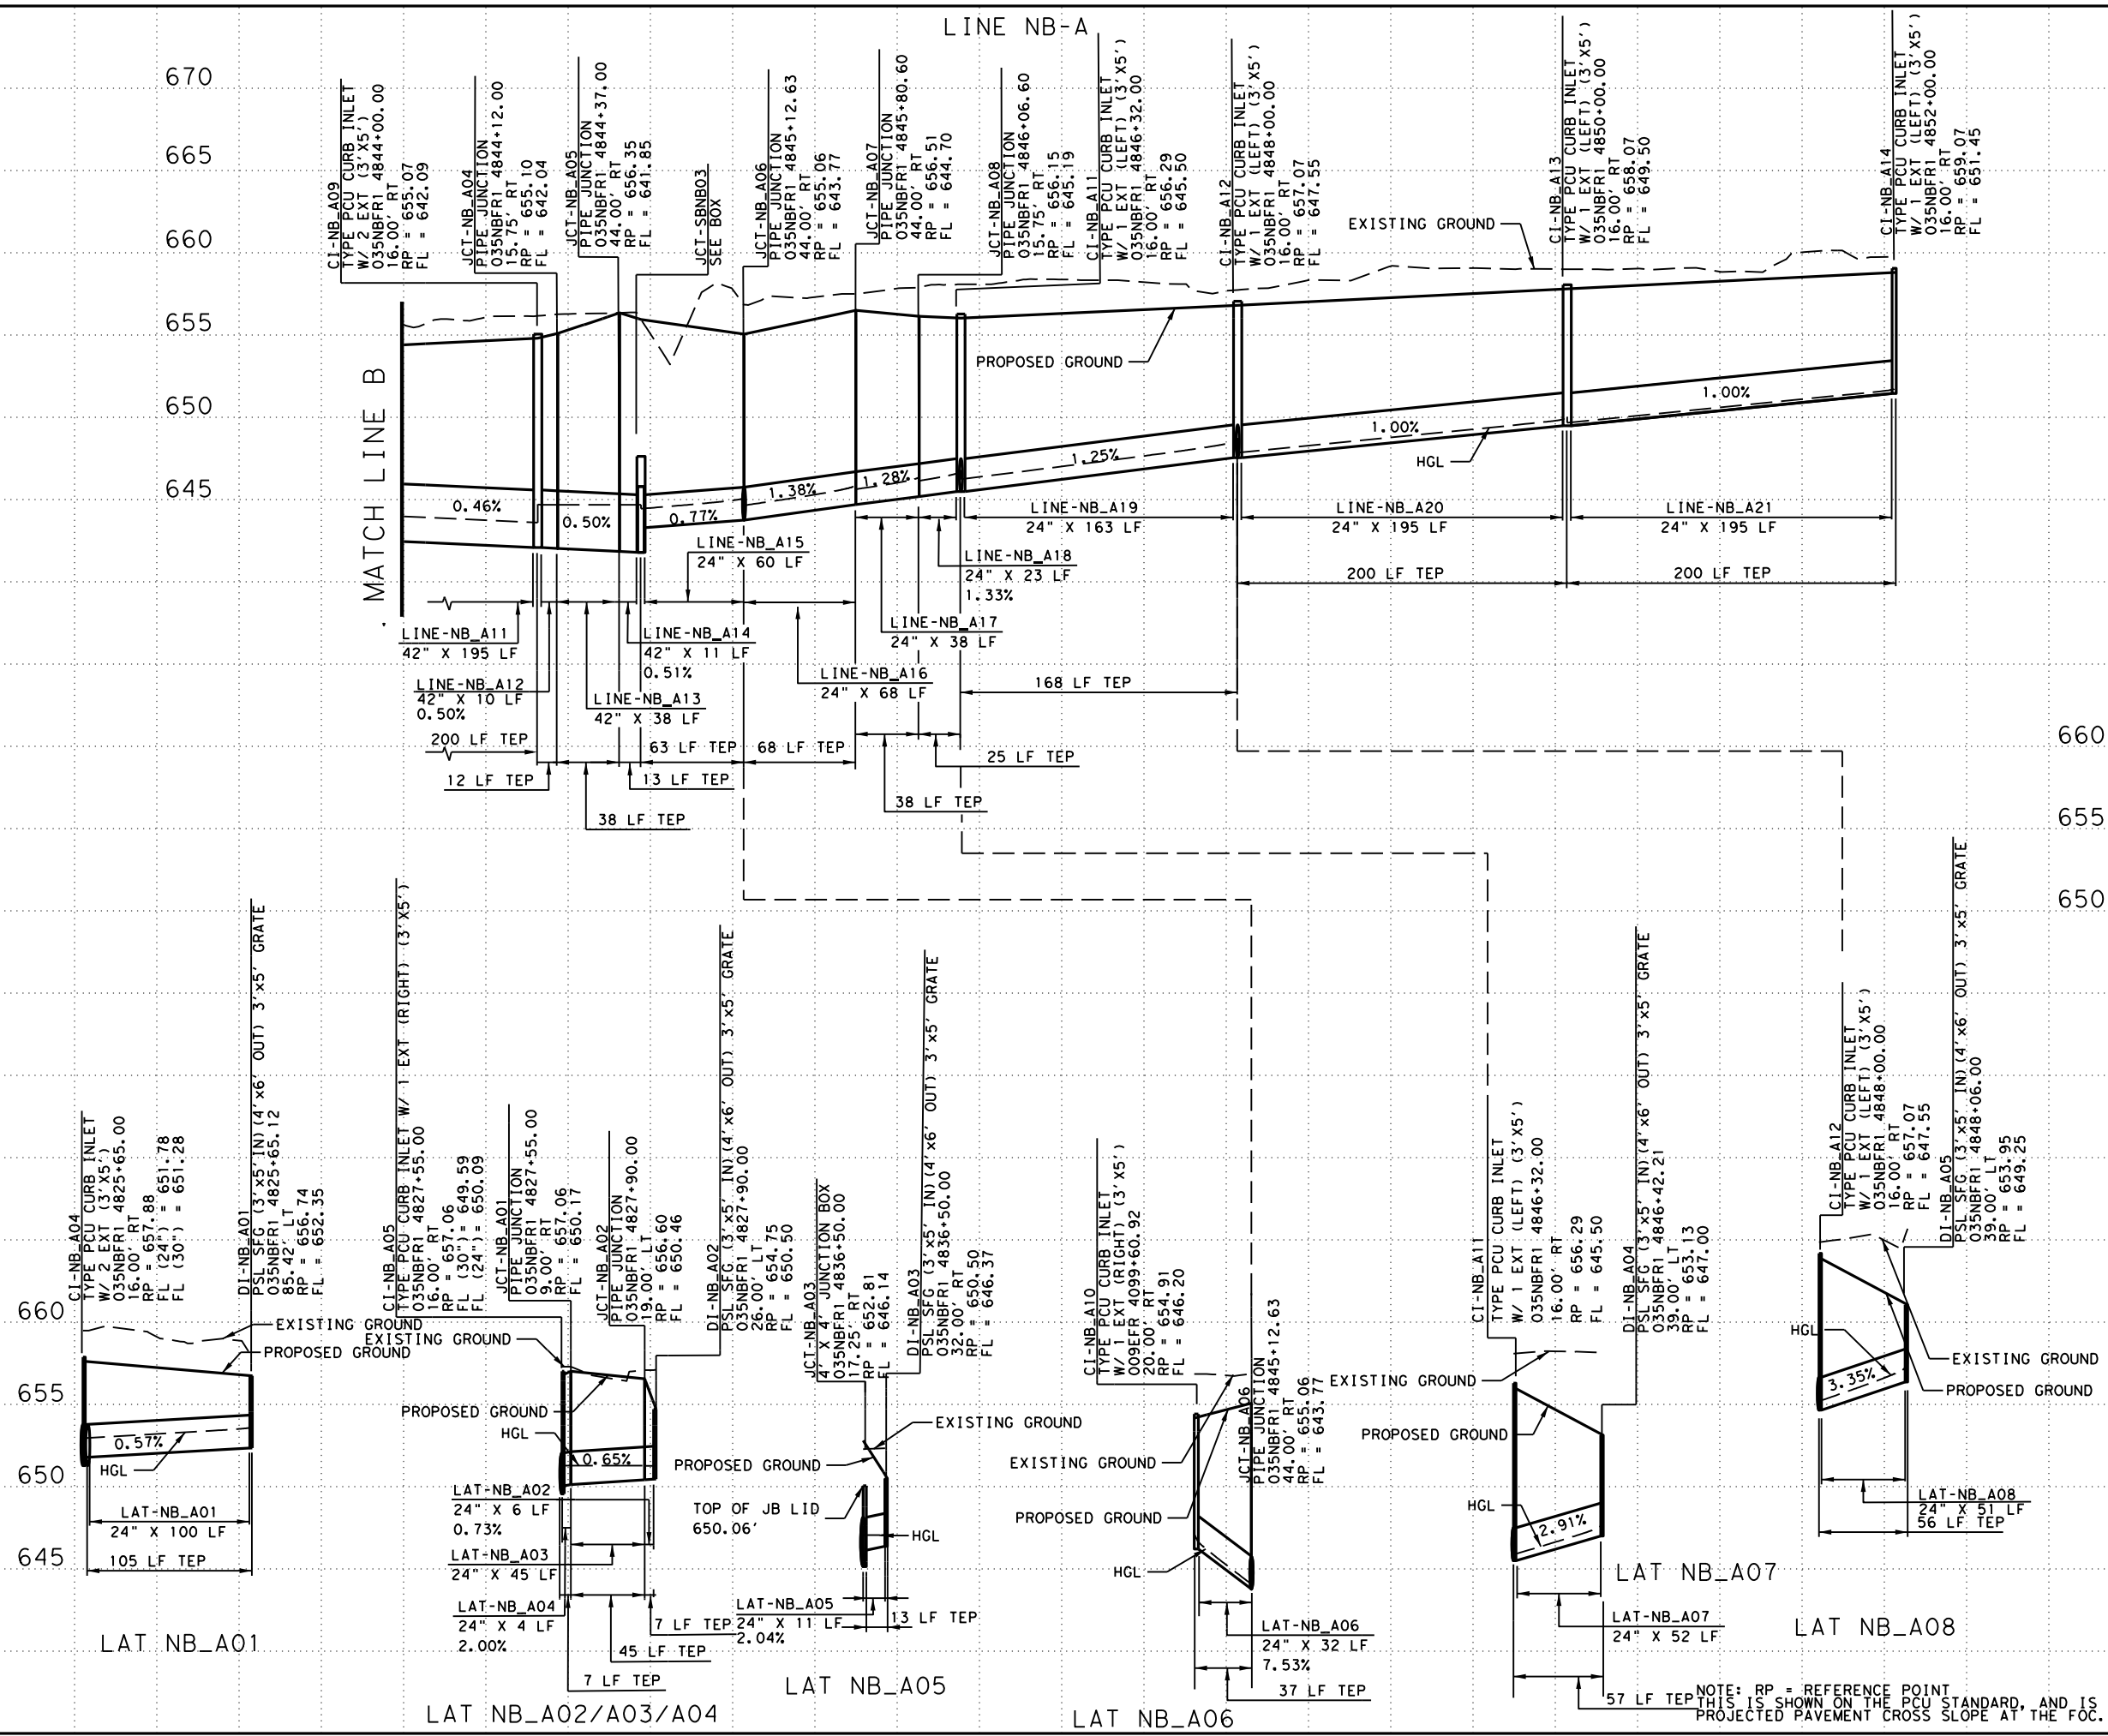 LINE NB-A
670
665
660
655
650
645
CI-NB_A09
TYPE PCU CURB INLET
W/ 2 EXT (3'X5')
035NBFR1 4844+00.00
16.00' RT
RP = 655.07
FL = 642.09
JCT-NB_A04
PIPE JUNCTION
035NBFR1 4844+12.00
15.75' RT
RP = 655.10
FL = 642.04
JCT-NB_A05
PIPE JUNCTION
035NBFR1 4844+37.00
44.00' RT
RP = 656.35
FL = 641.85
JCT-SBNB03
SEE BOX
JCT-NB_A06
PIPE JUNCTION
035NBFR1 4845+12.63
44.00' RT
RP = 655.06
FL = 643.77
JCT-NB_A07
PIPE JUNCTION
035NBFR1 4845+80.60
44.00' RT
RP = 656.51
FL = 644.70
JCT-NB_A08
PIPE JUNCTION
035NBFR1 4846+06.60
15.75' RT
RP = 656.15
FL = 645.19
CI-NB_A11
TYPE PCU CURB INLET
W/ 1 EXT (LEFT) (3'X5')
035NBFR1 4846+32.00
16.00' RT
RP = 656.29
FL = 645.50
CI-NB_A12
TYPE PCU CURB INLET
W/ 1 EXT (LEFT) (3'X5')
035NBFR1 4848+00.00
16.00' RT
RP = 657.07
FL = 647.55
CI-NB_A13
TYPE PCU CURB INLET
W/ 1 EXT (LEFT) (3'X5')
035NBFR1 4850+00.00
16.00' RT
RP = 658.07
FL = 649.50
CI-NB_A14
TYPE PCU CURB INLET
W/ 1 EXT (LEFT) (3'X5')
035NBFR1 4852+00.00
16.00' RT
RP = 659.07
FL = 651.45
EXISTING GROUND
PROPOSED GROUND
HGL
MATCH LINE B
0.46%
0.50%
0.77%
1.38%
1.28%
1.25%
1.00%
1.00%
LINE-NB_A15
24" X 60 LF
LINE-NB_A19
24" X 163 LF
LINE-NB_A20
24" X 195 LF
LINE-NB_A21
24" X 195 LF
LINE-NB_A18
24" X 23 LF
1.33%
200 LF TEP
200 LF TEP
LINE-NB_A11
42" X 195 LF
LINE-NB_A14
42" X 11 LF
0.51%
LINE-NB_A17
24" X 38 LF
LINE-NB_A12
42" X 10 LF
0.50%
LINE-NB_A13
42" X 38 LF
LINE-NB_A16
24" X 68 LF
168 LF TEP
200 LF TEP
63 LF TEP
68 LF TEP
12 LF TEP
13 LF TEP
25 LF TEP
38 LF TEP
38 LF TEP
660
655
650
660
655
650
645
CI-NB_A04
TYPE PCU CURB INLET
W/ 2 EXT (3'X5')
035NBFR1 4825+65.00
16.00' RT
RP = 657.88
FL (24") = 651.78
FL (30") = 651.28
DI-NB_A01
PSL SFG (3'x5' IN)(4'x6' OUT) 3'x5' GRATE
035NBFR1 4825+65.12
85.42' LT
RP = 656.74
FL = 652.35
EXISTING GROUND
PROPOSED GROUND
0.57%
HGL
LAT-NB_A01
24" X 100 LF
105 LF TEP
LAT NB_A01
CI-NB_A05
TYPE PCU CURB INLET W/ 1 EXT (RIGHT) (3'X5')
035NBFR1 4827+55.00
16.00' RT
RP = 657.06
FL (30") = 649.59
FL (24") = 650.09
JCT-NB_A01
PIPE JUNCTION
035NBFR1 4827+55.00
9.00' RT
RP = 657.06
FL = 650.17
JCT-NB_A02
PIPE JUNCTION
035NBFR1 4827+90.00
19.00' LT
RP = 656.60
FL = 650.46
DI-NB_A02
PSL SFG (3'x5' IN)(4'x6' OUT) 3'x5' GRATE
035NBFR1 4827+90.00
26.00' LT
RP = 654.75
FL = 650.50
EXISTING GROUND
PROPOSED GROUND
HGL
0.65%
LAT-NB_A02
24" X 6 LF
0.73%
LAT-NB_A03
24" X 45 LF
LAT-NB_A04
24" X 4 LF
2.00%
7 LF TEP
45 LF TEP
7 LF TEP
LAT NB_A02/A03/A04
JCT-NB_A03
4' X 4' JUNCTION BOX
035NBFR1 4836+50.00
17.25' RT
RP = 652.81
FL = 646.14
DI-NB_A03
PSL SFG (3'x5' IN)(4'x6' OUT) 3'x5' GRATE
035NBFR1 4836+50.00
32.00' RT
RP = 650.50
FL = 646.37
EXISTING GROUND
PROPOSED GROUND
TOP OF JB LID
650.06'
HGL
LAT-NB_A05
24" X 11 LF
2.04%
13 LF TEP
LAT NB_A05
CI-NB_A10
TYPE PCU CURB INLET
W/ 1 EXT (RIGHT) (3'X5')
009EFR 4099+60.92
20.00' RT
RP = 654.91
FL = 646.20
JCT-NB_A06
PIPE JUNCTION
035NBFR1 4845+12.63
44.00' RT
RP = 655.06
FL = 643.77
EXISTING GROUND
PROPOSED GROUND
HGL
LAT-NB_A06
24" X 32 LF
7.53%
37 LF TEP
LAT NB_A06
CI-NB_A11
TYPE PCU CURB INLET
W/ 1 EXT (LEFT) (3'X5')
035NBFR1 4846+32.00
16.00' RT
RP = 656.29
FL = 645.50
DI-NB_A04
PSL SFG (3'x5' IN)(4'x6' OUT) 3'x5' GRATE
035NBFR1 4846+42.21
39.00' LT
RP = 653.13
FL = 647.00
EXISTING GROUND
PROPOSED GROUND
HGL
2.91%
LAT NB_A07
LAT-NB_A07
24" X 52 LF
57 LF TEP
CI-NB_A12
TYPE PCU CURB INLET
W/ 1 EXT (LEFT) (3'X5')
035NBFR1 4848+00.00
16.00' RT
RP = 657.07
FL = 647.55
DI-NB_A05
PSL SFG (3'x5' IN)(4'x6' OUT) 3'x5' GRATE
035NBFR1 4848+06.00
39.00' LT
RP = 653.95
FL = 649.25
HGL
EXISTING GROUND
PROPOSED GROUND
3.35%
LAT-NB_A08
24" X 51 LF
56 LF TEP
LAT NB_A08
NOTE: RP = REFERENCE POINT
THIS IS SHOWN ON THE PCU STANDARD, AND IS
PROJECTED PAVEMENT CROSS SLOPE AT THE FOC.